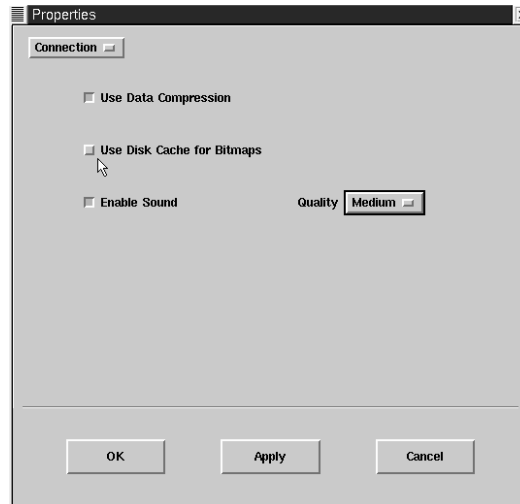 Properties
Connection
Use Data Compression
Use Disk Cache for Bitmaps
Enable Sound Quality Medium
OK Apply Cancel